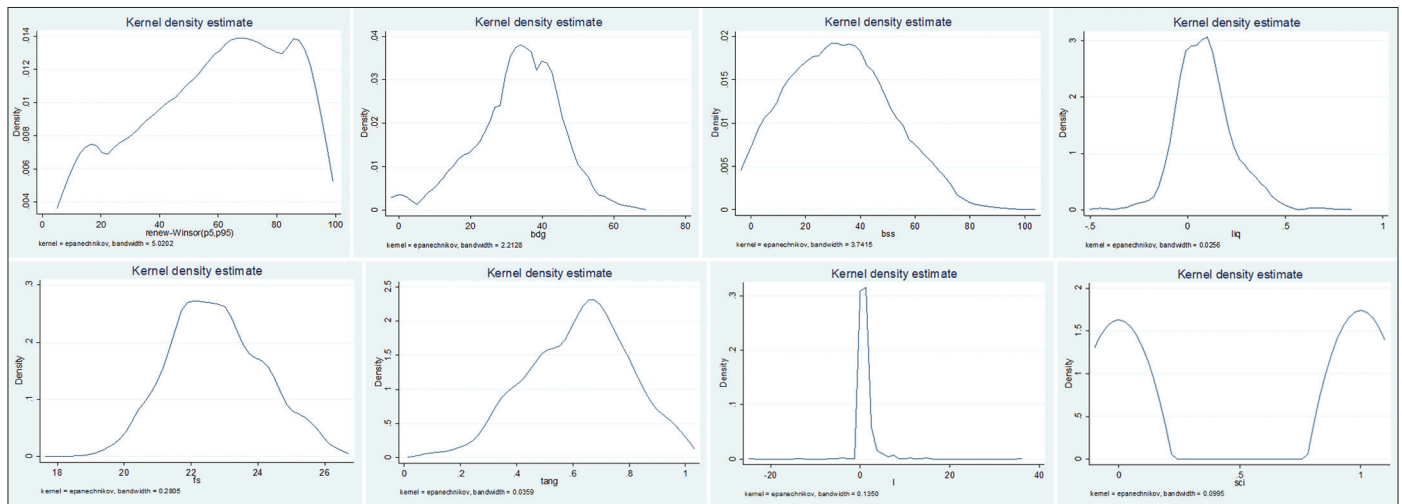 Kernel density estimate
Density
.004 .006 .008 .01 .012 .014
0 20 40 60 80 100
renew-Winsor(p5,p95)
kernel = epanechnikov, bandwidth = 5.0202
Kernel density estimate
Density
0 .01 .02 .03 .04
0 20 40 60 80
bdg
kernel = epanechnikov, bandwidth = 2.2128
Kernel density estimate
Density
0 .005 .01 .015 .02
0 20 40 60 80 100
bss
kernel = epanechnikov, bandwidth = 3.7415
Kernel density estimate
Density
0 1 2 3
-.5 0 .5 1
liq
kernel = epanechnikov, bandwidth = 0.0256
Kernel density estimate
Density
0 .1 .2 .3
18 20 22 24 26
fs
kernel = epanechnikov, bandwidth = 0.2805
Kernel density estimate
Density
0 .5 1 1.5 2 2.5
0 .2 .4 .6 .8 1
tang
kernel = epanechnikov, bandwidth = 0.0359
Kernel density estimate
Density
0 .1 .2 .3
-20 0 20 40
l
kernel = epanechnikov, bandwidth = 0.1350
Kernel density estimate
Density
0 .5 1 1.5 2
0 .5 1
sci
kernel = epanechnikov, bandwidth = 0.0995